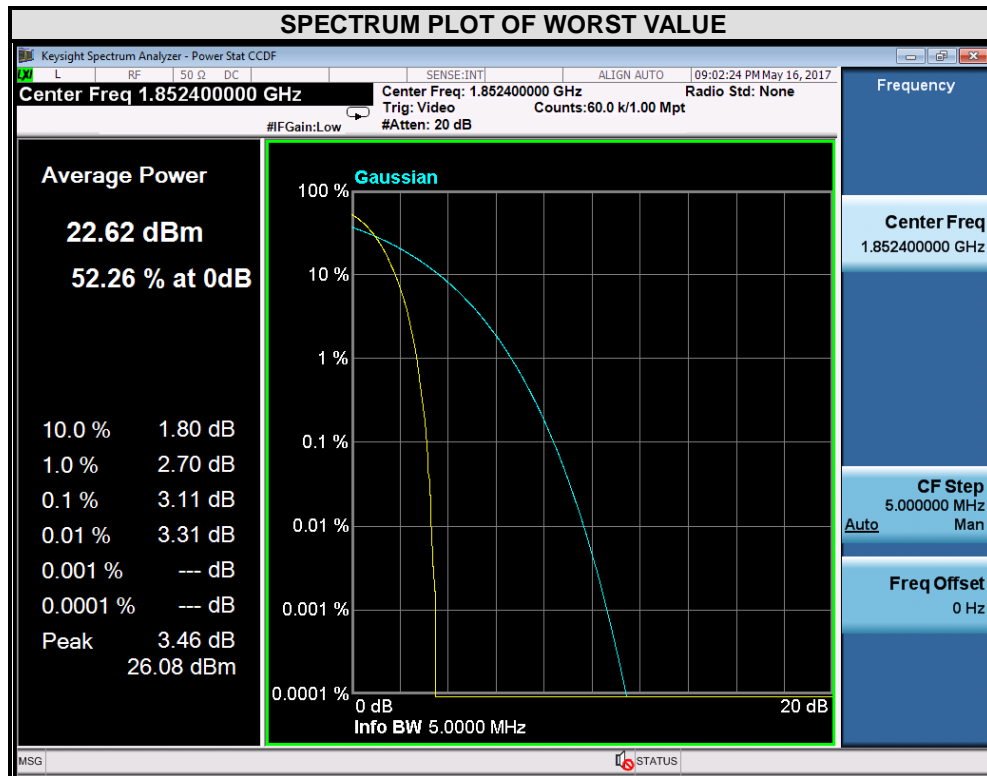 SPECTRUM PLOT OF WORST VALUE
Keysight Spectrum Analyzer - Power Stat CCDF
LXI L RF 50 Ω DC SENSE:INT ALIGN AUTO 09:02:24 PM May 16, 2017
Center Freq 1.852400000 GHz
Center Freq: 1.852400000 GHz Radio Std: None
Trig: Video Counts:60.0 k/1.00 Mpt
#IFGain:Low #Atten: 20 dB
Frequency
Average Power
22.62 dBm
52.26 % at 0dB
10.0 % 1.80 dB
1.0 % 2.70 dB
0.1 % 3.11 dB
0.01 % 3.31 dB
0.001 % --- dB
0.0001 % --- dB
Peak 3.46 dB
26.08 dBm
Gaussian
100 %
10 %
1 %
0.1 %
0.01 %
0.001 %
0.0001 %
0 dB 20 dB
Info BW 5.0000 MHz
Center Freq
1.852400000 GHz
CF Step
5.000000 MHz
Auto Man
Freq Offset
0 Hz
MSG STATUS